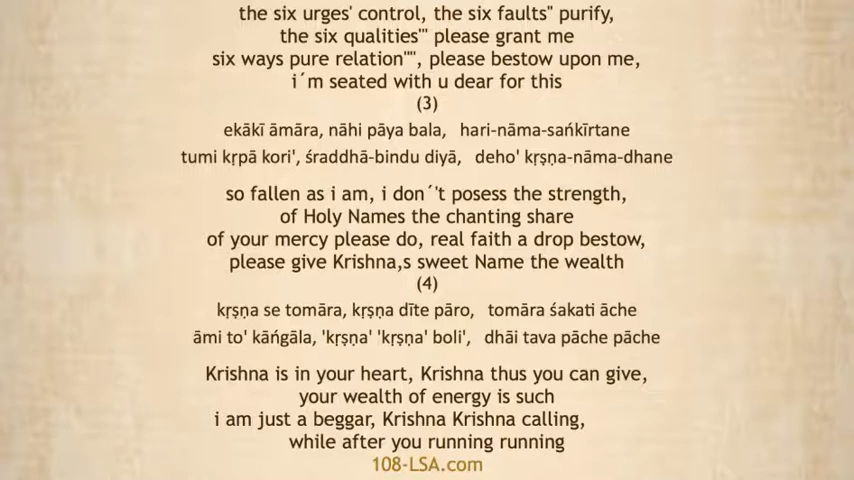 the six urges' control, the six faults" purify,
the six qualities"' please grant me
six ways pure relation"", please bestow upon me,
i´m seated with u dear for this
(3)
ekākī āmāra, nāhi pāya bala, hari-nāma-sańkīrtane
tumi kṛpā kori', śraddhā-bindu diyā, deho' kṛṣṇa-nāma-dhane
so fallen as i am, i don´'t posess the strength,
of Holy Names the chanting share
of your mercy please do, real faith a drop bestow,
please give Krishna,s sweet Name the wealth
(4)
kṛṣṇa se tomāra, kṛṣṇa dīte pāro, tomāra śakati āche
āmi to' kāńgāla, 'kṛṣṇa' 'kṛṣṇa' boli', dhāi tava pāche pāche
Krishna is in your heart, Krishna thus you can give,
your wealth of energy is such
i am just a beggar, Krishna Krishna calling,
while after you running running
108-LSA.com